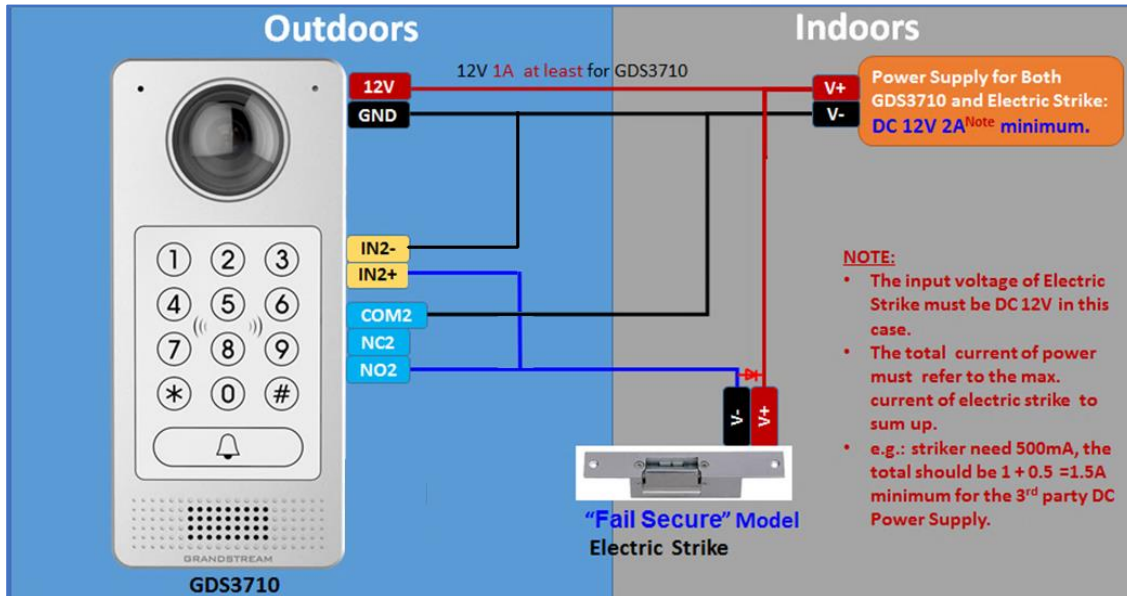 Outdoors
Indoors
12V 1A at least for GDS3710
12V
GND
V+
V-
Power Supply for Both
GDS3710 and Electric Strike:
DC 12V 2ANote minimum.
IN2-
IN2+
COM2
NC2
NO2
1 2 3
4 5 6
7 8 9
* 0 #
GRANDSTREAM
GDS3710
V-
V+
"Fail Secure" Model
Electric Strike
NOTE:
• The input voltage of Electric
Strike must be DC 12V in this
case.
• The total current of power
must refer to the max.
current of electric strike to
sum up.
• e.g.: striker need 500mA, the
total should be 1 + 0.5 =1.5A
minimum for the 3rd party DC
Power Supply.